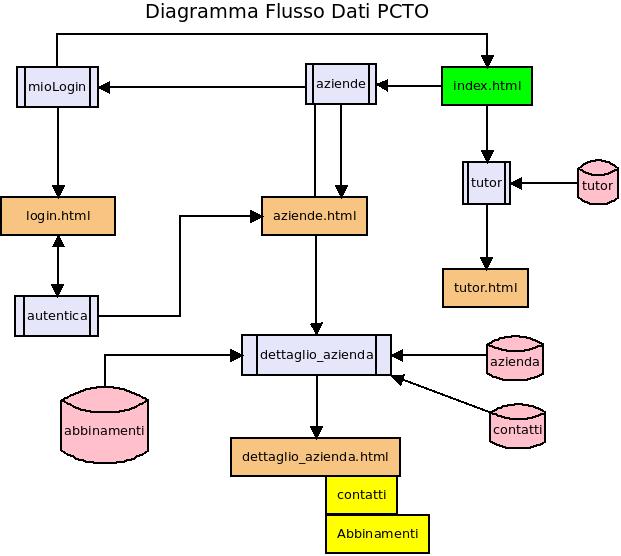 Diagramma Flusso Dati PCTO
mioLogin
aziende
index.html
tutor
tutor
login.html
aziende.html
tutor.html
autentica
dettaglio_azienda
azienda
abbinamenti
contatti
dettaglio_azienda.html
contatti
Abbinamenti